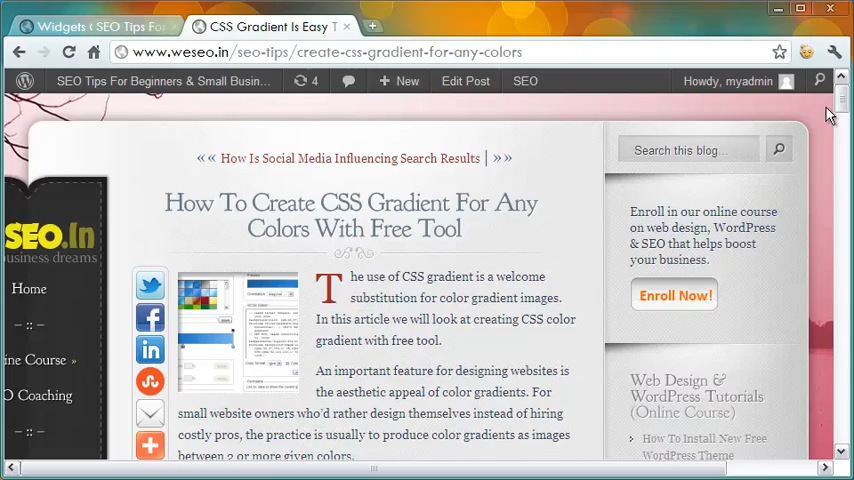 Widgets ‹ SEO Tips For
CSS Gradient Is Easy T
www.weseo.in/seo-tips/create-css-gradient-for-any-colors
SEO Tips For Beginners & Small Busin...
4
New
Edit Post
SEO
Howdy, myadmin
«« How Is Social Media Influencing Search Results | »»
Search this blog...
How To Create CSS Gradient For Any
Colors With Free Tool
SEO.In
usiness dreams
Home
– :: –
ine Course »
O Coaching
– :: –
The use of CSS gradient is a welcome
substitution for color gradient images.
In this article we will look at creating CSS color
gradient with free tool.
An important feature for designing websites is
the aesthetic appeal of color gradients. For
small website owners who'd rather design themselves instead of hiring
costly pros, the practice is usually to produce color gradients as images
between 2 or more given colors.
Enroll in our online course
on web design, WordPress
& SEO that helps boost
your business.
Enroll Now!
Web Design &
WordPress Tutorials
(Online Course)
How To Install New Free
WordPress Theme